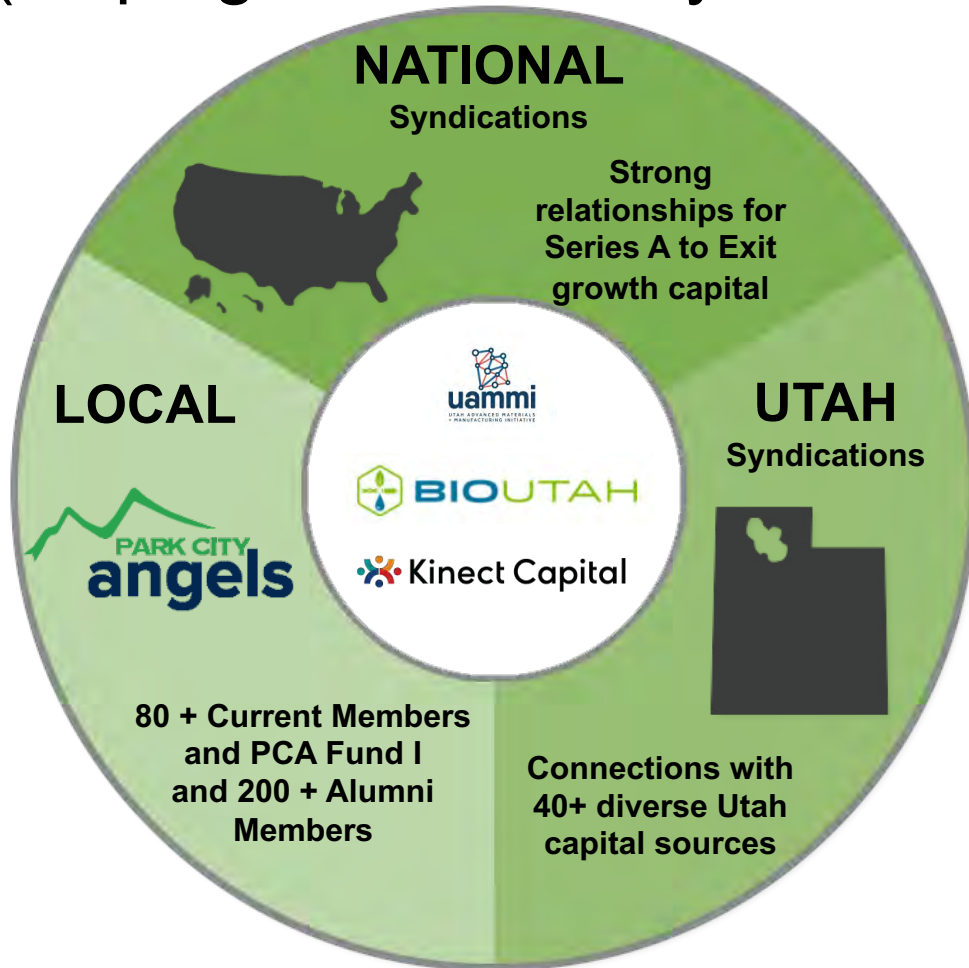 NATIONAL
Syndications
Strong
relationships for
Series A to Exit
growth capital
LOCAL
PARK CITY
angels
80 + Current Members
and PCA Fund I
and 200 + Alumni
Members
uammi
UTAH ADVANCED MATERIALS
+ MANUFACTURING INITIATIVE
BIOUTAH
Kinect Capital
UTAH
Syndications
Connections with
40+ diverse Utah
capital sources